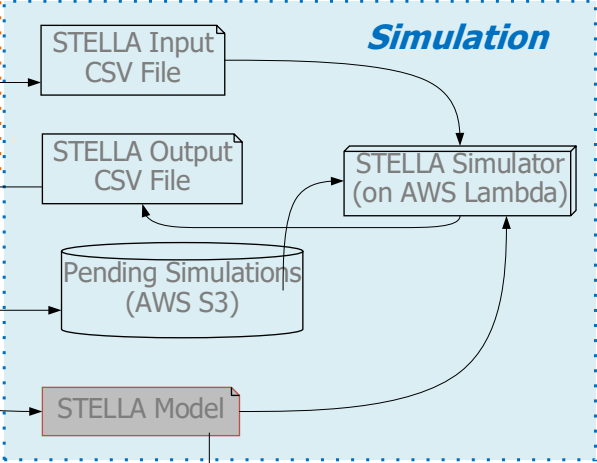 Simulation
STELLA Input
CSV File
STELLA Output
CSV File
STELLA Simulator
(on AWS Lambda)
Pending Simulations
(AWS S3)
STELLA Model